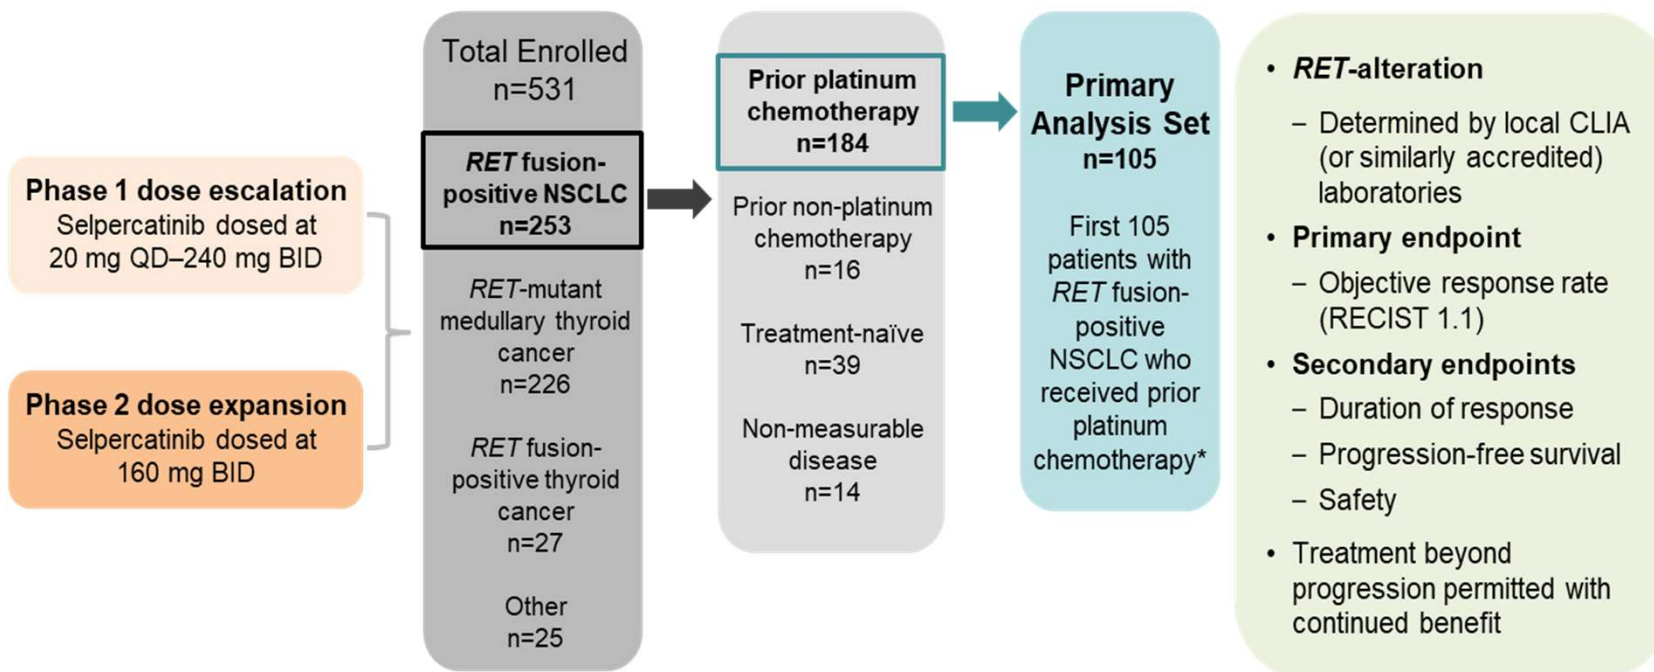 Phase 1 dose escalation
Selpercatinib dosed at
20 mg QD–240 mg BID
Phase 2 dose expansion
Selpercatinib dosed at
160 mg BID
Total Enrolled
n=531
RET fusion-
positive NSCLC
n=253
RET-mutant
medullary thyroid
cancer
n=226
RET fusion-
positive thyroid
cancer
n=27
Other
n=25
Prior platinum
chemotherapy
n=184
Prior non-platinum
chemotherapy
n=16
Treatment-naïve
n=39
Non-measurable
disease
n=14
Primary
Analysis Set
n=105
First 105
patients with
RET fusion-
positive
NSCLC who
received prior
platinum
chemotherapy*
• RET-alteration
– Determined by local CLIA
(or similarly accredited)
laboratories
• Primary endpoint
– Objective response rate
(RECIST 1.1)
• Secondary endpoints
– Duration of response
– Progression-free survival
– Safety
• Treatment beyond
progression permitted with
continued benefit